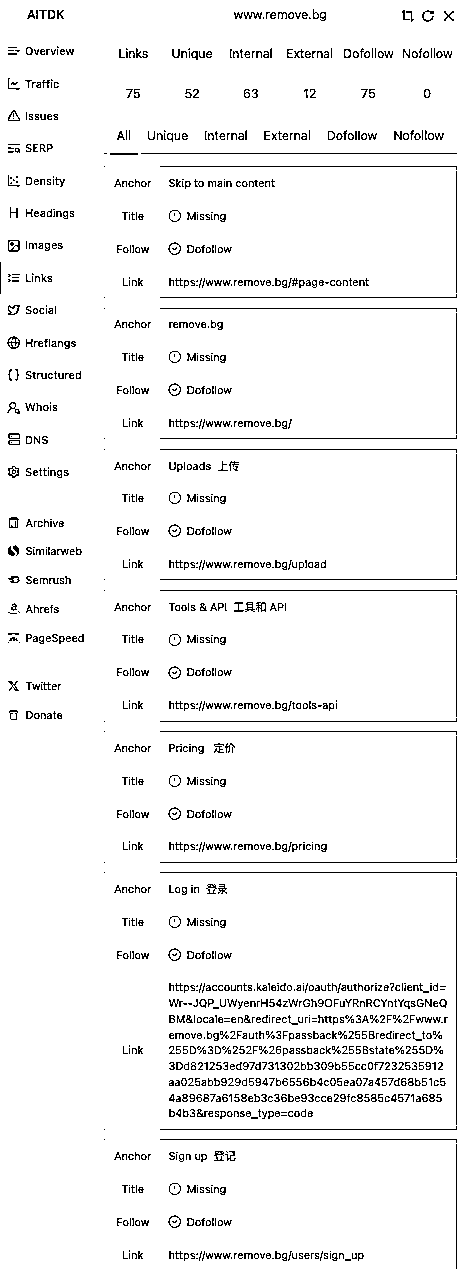 AITDK
www.remove.bg
Overview
Traffic
Issues
SERP
Density
Headings
Images
Links
Social
Hreflangs
Structured
Whois
DNS
Settings
Archive
Similarweb
Semrush
Ahrefs
PageSpeed
Twitter
Donate
Links Unique Internal External Dofollow Nofollow
75 52 63 12 75 0
All Unique Internal External Dofollow Nofollow
Anchor Skip to main content
Title Missing
Follow Dofollow
Link https://www.remove.bg/#page-content
Anchor remove.bg
Title Missing
Follow Dofollow
Link https://www.remove.bg/
Anchor Uploads 上传
Title Missing
Follow Dofollow
Link https://www.remove.bg/upload
Anchor Tools & API 工具和 API
Title Missing
Follow Dofollow
Link https://www.remove.bg/tools-api
Anchor Pricing 定价
Title Missing
Follow Dofollow
Link https://www.remove.bg/pricing
Anchor Log in 登录
Title Missing
Follow Dofollow
Link
https://accounts.kaleido.ai/oauth/authorize?client_id=
Wr--JQP_UWyenrH54zWrGh9OFuYRnRCYntYqsGNeQ
BM&locale=en&redirect_uri=https%3A%2F%2Fwww.r
emove.bg%2Fauth%3Fpassback%255Bredirect_to%
255D%3D%252F%26passback%255Bstate%255D%
3Dd821253ed97d731302bb309b55cc0f7232535912
aa025abb929d5947b6556b4c05ea07a457d68b51c5
4a89687a6158eb3c36be93cce29fc8585c4571a685
b4b3&response_type=code
Anchor Sign up 登记
Title Missing
Follow Dofollow
Link https://www.remove.bg/users/sign_up